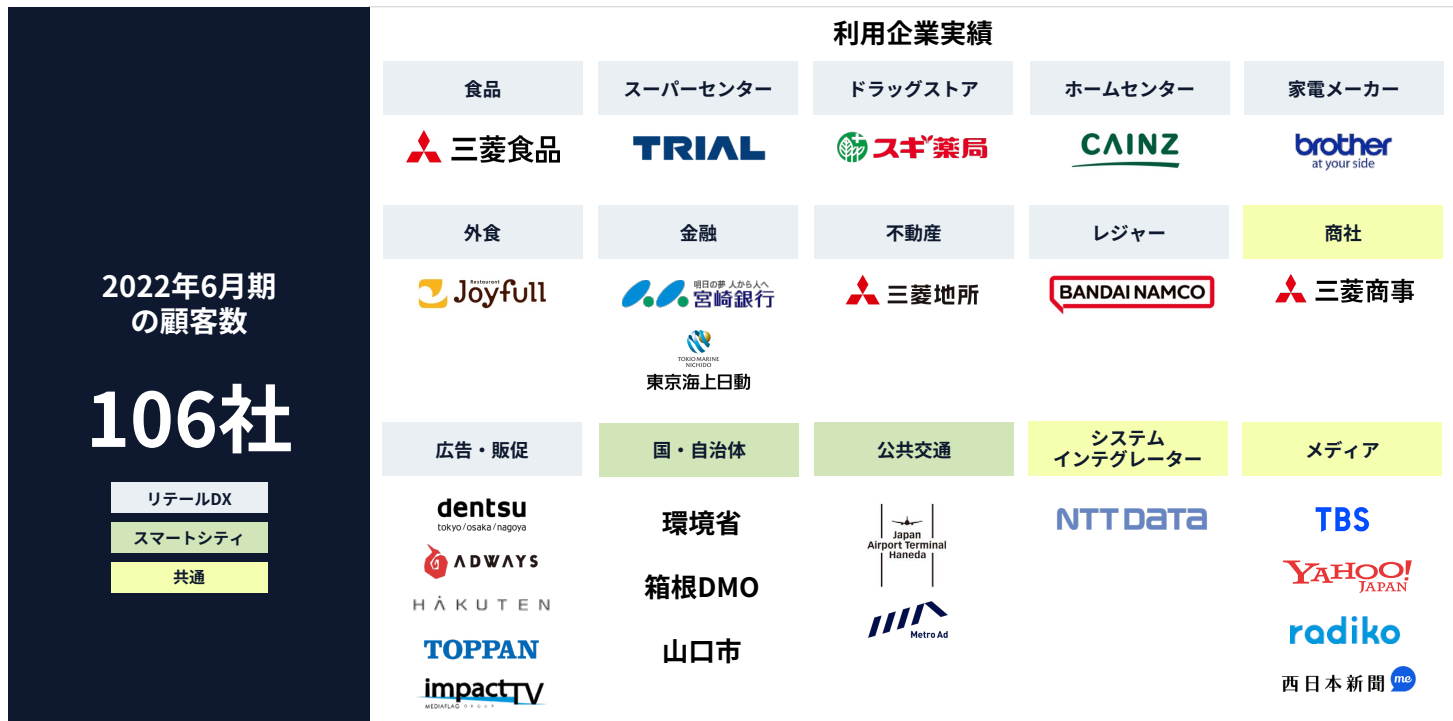 2022年6月期
の顧客数
106社
リテールDX
スマートシティ
共通
利用企業実績
食品
スーパーセンター
ドラッグストア
ホームセンター
家電メーカー
三菱食品
TRIAL
スギ薬局
CAINZ
brother
at your side
外食
金融
不動産
レジャー
商社
Restaurant
Joyfull
明日の夢 人から人へ
宮崎銀行
TOKIO MARINE
NICHIDO
東京海上日動
三菱地所
BANDAI NAMCO
三菱商事
広告・販促
国・自治体
公共交通
システム
インテグレーター
メディア
dentsu
tokyo/osaka/nagoya
ADWAYS
HAKUTEN
TOPPAN
impactTV
MEDIAFLAG GROUP
環境省
箱根DMO
山口市
Japan
Airport Terminal
Haneda
Metro Ad
NTT DATA
TBS
YAHOO!
JAPAN
radiko
西日本新聞me